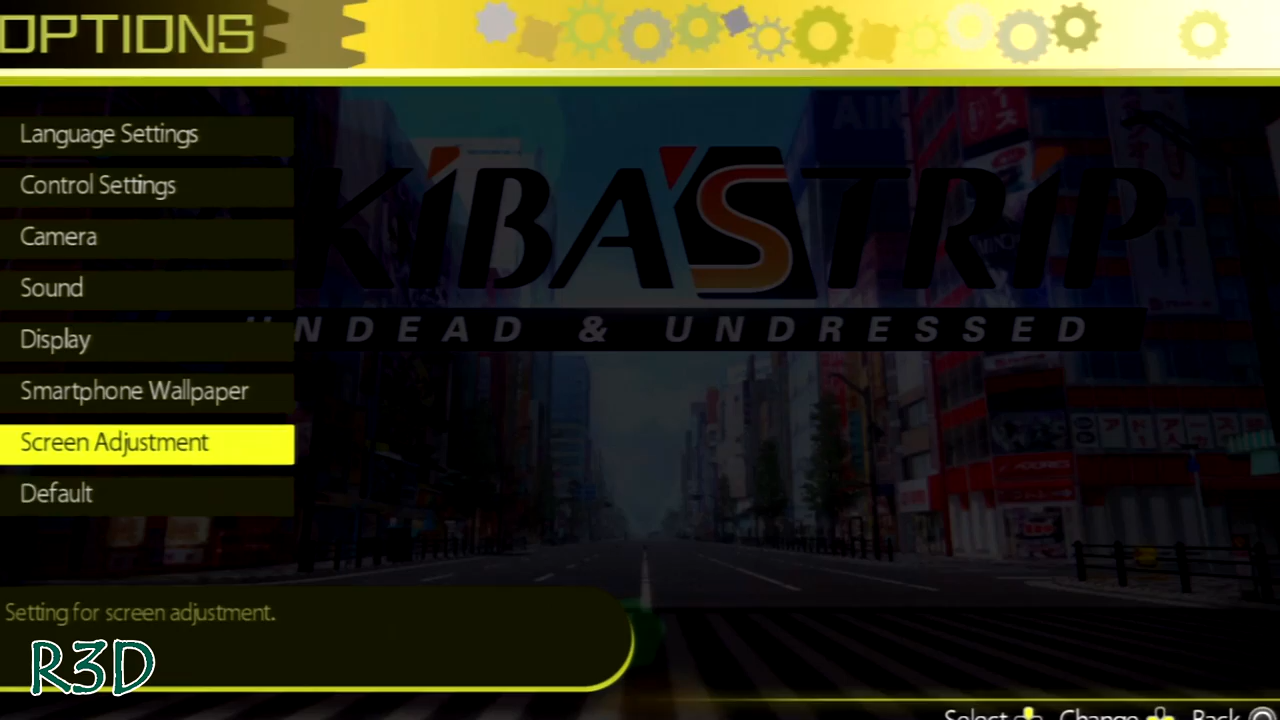 OPTIONS
Language Settings
Control Settings
Camera
Sound
Display
Smartphone Wallpaper
Screen Adjustment
Default
AKIBA'S TRIP
UNDEAD & UNDRESSED
Setting for screen adjustment.
R3D
Select Change Back